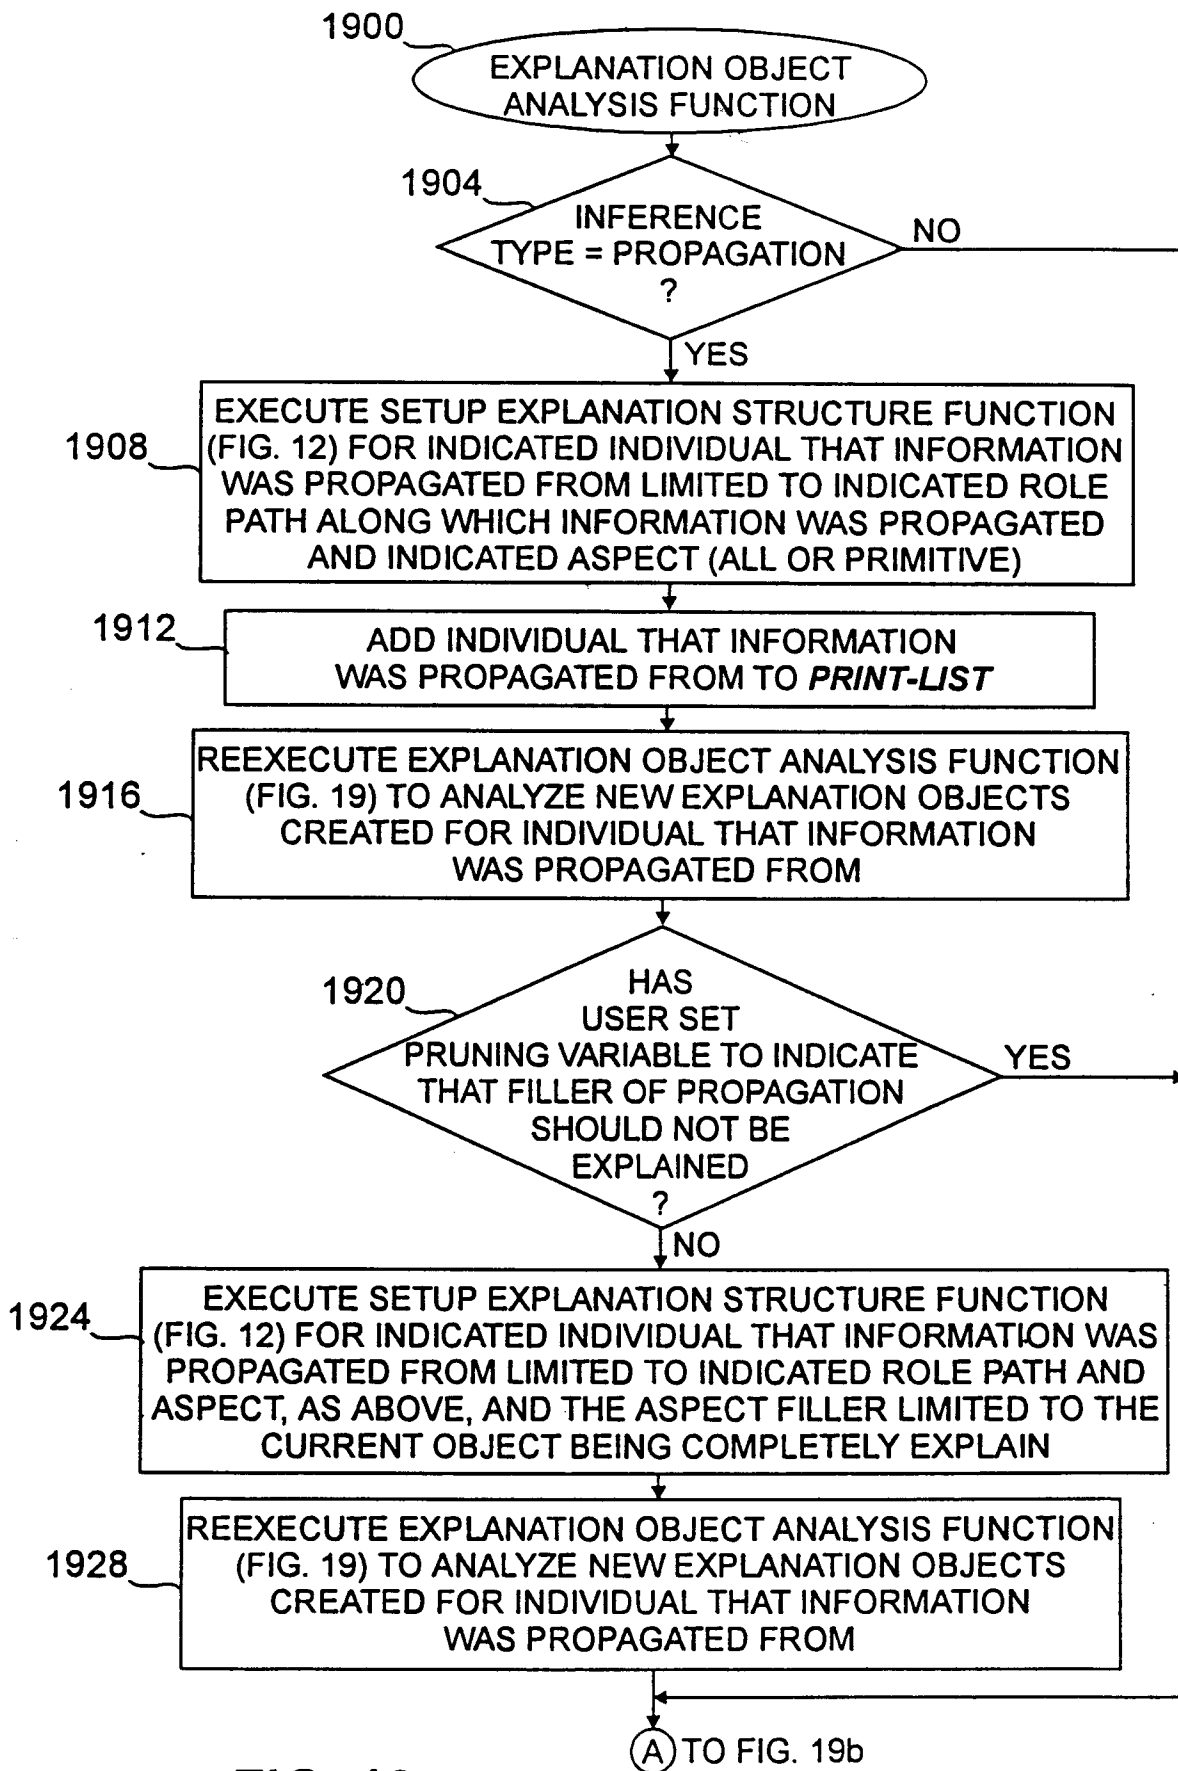 1900
EXPLANATION OBJECT
ANALYSIS FUNCTION
1904
INFERENCE
TYPE = PROPAGATION
?
NO
YES
1908
EXECUTE SETUP EXPLANATION STRUCTURE FUNCTION
(FIG. 12) FOR INDICATED INDIVIDUAL THAT INFORMATION
WAS PROPAGATED FROM LIMITED TO INDICATED ROLE
PATH ALONG WHICH INFORMATION WAS PROPAGATED
AND INDICATED ASPECT (ALL OR PRIMITIVE)
1912
ADD INDIVIDUAL THAT INFORMATION
WAS PROPAGATED FROM TO PRINT-LIST
1916
REEXECUTE EXPLANATION OBJECT ANALYSIS FUNCTION
(FIG. 19) TO ANALYZE NEW EXPLANATION OBJECTS
CREATED FOR INDIVIDUAL THAT INFORMATION
WAS PROPAGATED FROM
1920
HAS
USER SET
PRUNING VARIABLE TO INDICATE
THAT FILLER OF PROPAGATION
SHOULD NOT BE
EXPLAINED
?
YES
NO
1924
EXECUTE SETUP EXPLANATION STRUCTURE FUNCTION
(FIG. 12) FOR INDICATED INDIVIDUAL THAT INFORMATION WAS
PROPAGATED FROM LIMITED TO INDICATED ROLE PATH AND
ASPECT, AS ABOVE, AND THE ASPECT FILLER LIMITED TO THE
CURRENT OBJECT BEING COMPLETELY EXPLAIN
1928
REEXECUTE EXPLANATION OBJECT ANALYSIS FUNCTION
(FIG. 19) TO ANALYZE NEW EXPLANATION OBJECTS
CREATED FOR INDIVIDUAL THAT INFORMATION
WAS PROPAGATED FROM
A TO FIG. 19b